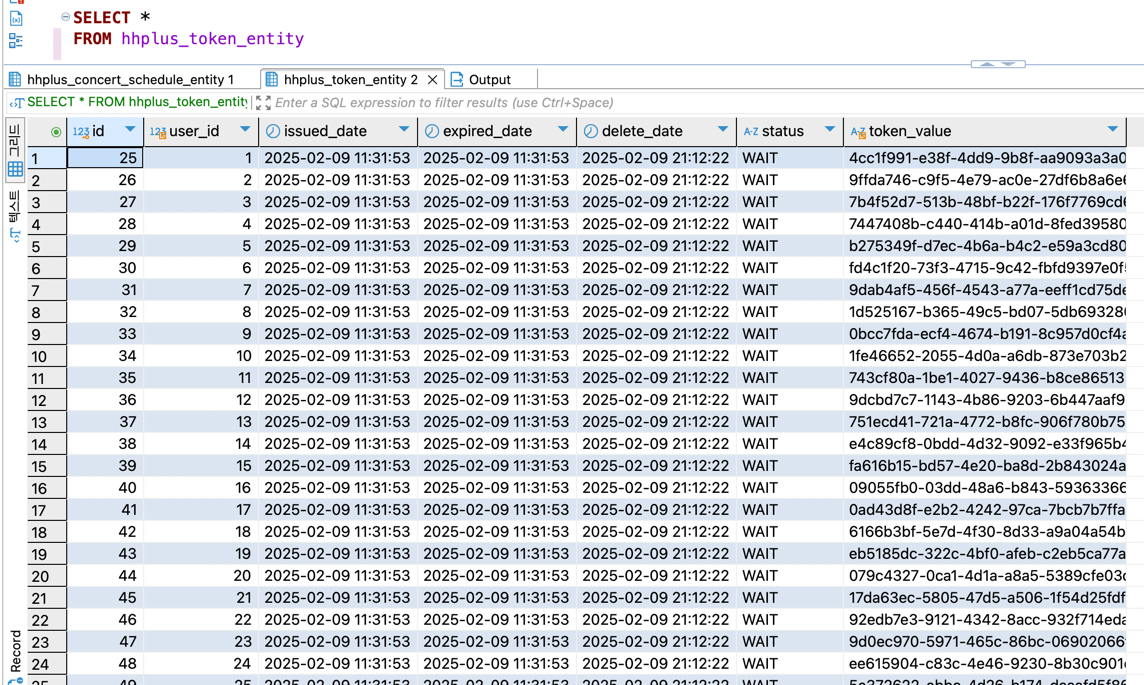 SELECT *
FROM hhplus_token_entity
hhplus_concert_schedule_entity 1 hhplus_token_entity 2 Output
SELECT * FROM hhplus_token_entity Enter a SQL expression to filter results (use Ctrl+Space)
그리드
텍스트
Record
123 id 123 user_id issued_date expired_date delete_date A-Z status A-Z token_value
1 25 1 2025-02-09 11:31:53 2025-02-09 11:31:53 2025-02-09 21:12:22 WAIT 4cc1f991-e38f-4dd9-9b8f-aa9093a3a0
2 26 2 2025-02-09 11:31:53 2025-02-09 11:31:53 2025-02-09 21:12:22 WAIT 9ffda746-c9f5-4e79-ac0e-27df6b8a6e6
3 27 3 2025-02-09 11:31:53 2025-02-09 11:31:53 2025-02-09 21:12:22 WAIT 7b4f52d7-513b-48bf-b22f-176f7769cd6
4 28 4 2025-02-09 11:31:53 2025-02-09 11:31:53 2025-02-09 21:12:22 WAIT 7447408b-c440-414b-a01d-8fed39580
5 29 5 2025-02-09 11:31:53 2025-02-09 11:31:53 2025-02-09 21:12:22 WAIT b275349f-d7ec-4b6a-b4c2-e59a3cd80
6 30 6 2025-02-09 11:31:53 2025-02-09 11:31:53 2025-02-09 21:12:22 WAIT fd4c1f20-73f3-4715-9c42-fbfd9397e0f
7 31 7 2025-02-09 11:31:53 2025-02-09 11:31:53 2025-02-09 21:12:22 WAIT 9dab4af5-456f-4543-a77a-eeff1cd75de
8 32 8 2025-02-09 11:31:53 2025-02-09 11:31:53 2025-02-09 21:12:22 WAIT 1d525167-b365-49c5-bd07-5db693280
9 33 9 2025-02-09 11:31:53 2025-02-09 11:31:53 2025-02-09 21:12:22 WAIT 0bcc7fda-ecf4-4674-b191-8c957d0cf4a
10 34 10 2025-02-09 11:31:53 2025-02-09 11:31:53 2025-02-09 21:12:22 WAIT 1fe46652-2055-4d0a-a6db-873e703b2
11 35 11 2025-02-09 11:31:53 2025-02-09 11:31:53 2025-02-09 21:12:22 WAIT 743cf80a-1be1-4027-9436-b8ce86513
12 36 12 2025-02-09 11:31:53 2025-02-09 11:31:53 2025-02-09 21:12:22 WAIT 9dcbd7c7-1143-4b86-9203-6b447aaf9
13 37 13 2025-02-09 11:31:53 2025-02-09 11:31:53 2025-02-09 21:12:22 WAIT 751ecd41-721a-4772-b8fc-906f780b75
14 38 14 2025-02-09 11:31:53 2025-02-09 11:31:53 2025-02-09 21:12:22 WAIT e4c89cf8-0bdd-4d32-9092-e33f965b4
15 39 15 2025-02-09 11:31:53 2025-02-09 11:31:53 2025-02-09 21:12:22 WAIT fa616b15-bd57-4e20-ba8d-2b843024a
16 40 16 2025-02-09 11:31:53 2025-02-09 11:31:53 2025-02-09 21:12:22 WAIT 09055fb0-03dd-48a6-b843-59363366
17 41 17 2025-02-09 11:31:53 2025-02-09 11:31:53 2025-02-09 21:12:22 WAIT 0ad43d8f-e2b2-4242-97ca-7bcb7b7ffa
18 42 18 2025-02-09 11:31:53 2025-02-09 11:31:53 2025-02-09 21:12:22 WAIT 6166b3bf-5e7d-4f30-8d33-a9a04a54b
19 43 19 2025-02-09 11:31:53 2025-02-09 11:31:53 2025-02-09 21:12:22 WAIT eb5185dc-322c-4bf0-afeb-c2eb5ca77a
20 44 20 2025-02-09 11:31:53 2025-02-09 11:31:53 2025-02-09 21:12:22 WAIT 079c4327-0ca1-4d1a-a8a5-5389cfe03c
21 45 21 2025-02-09 11:31:53 2025-02-09 11:31:53 2025-02-09 21:12:22 WAIT 17da63ec-5805-47d5-a506-1f54d25fdf
22 46 22 2025-02-09 11:31:53 2025-02-09 11:31:53 2025-02-09 21:12:22 WAIT 92edb7e3-9121-4342-8acc-932f714eda
23 47 23 2025-02-09 11:31:53 2025-02-09 11:31:53 2025-02-09 21:12:22 WAIT 9d0ec970-5971-465c-86bc-06902066
24 48 24 2025-02-09 11:31:53 2025-02-09 11:31:53 2025-02-09 21:12:22 WAIT ee615904-c83c-4e46-9230-8b30c901